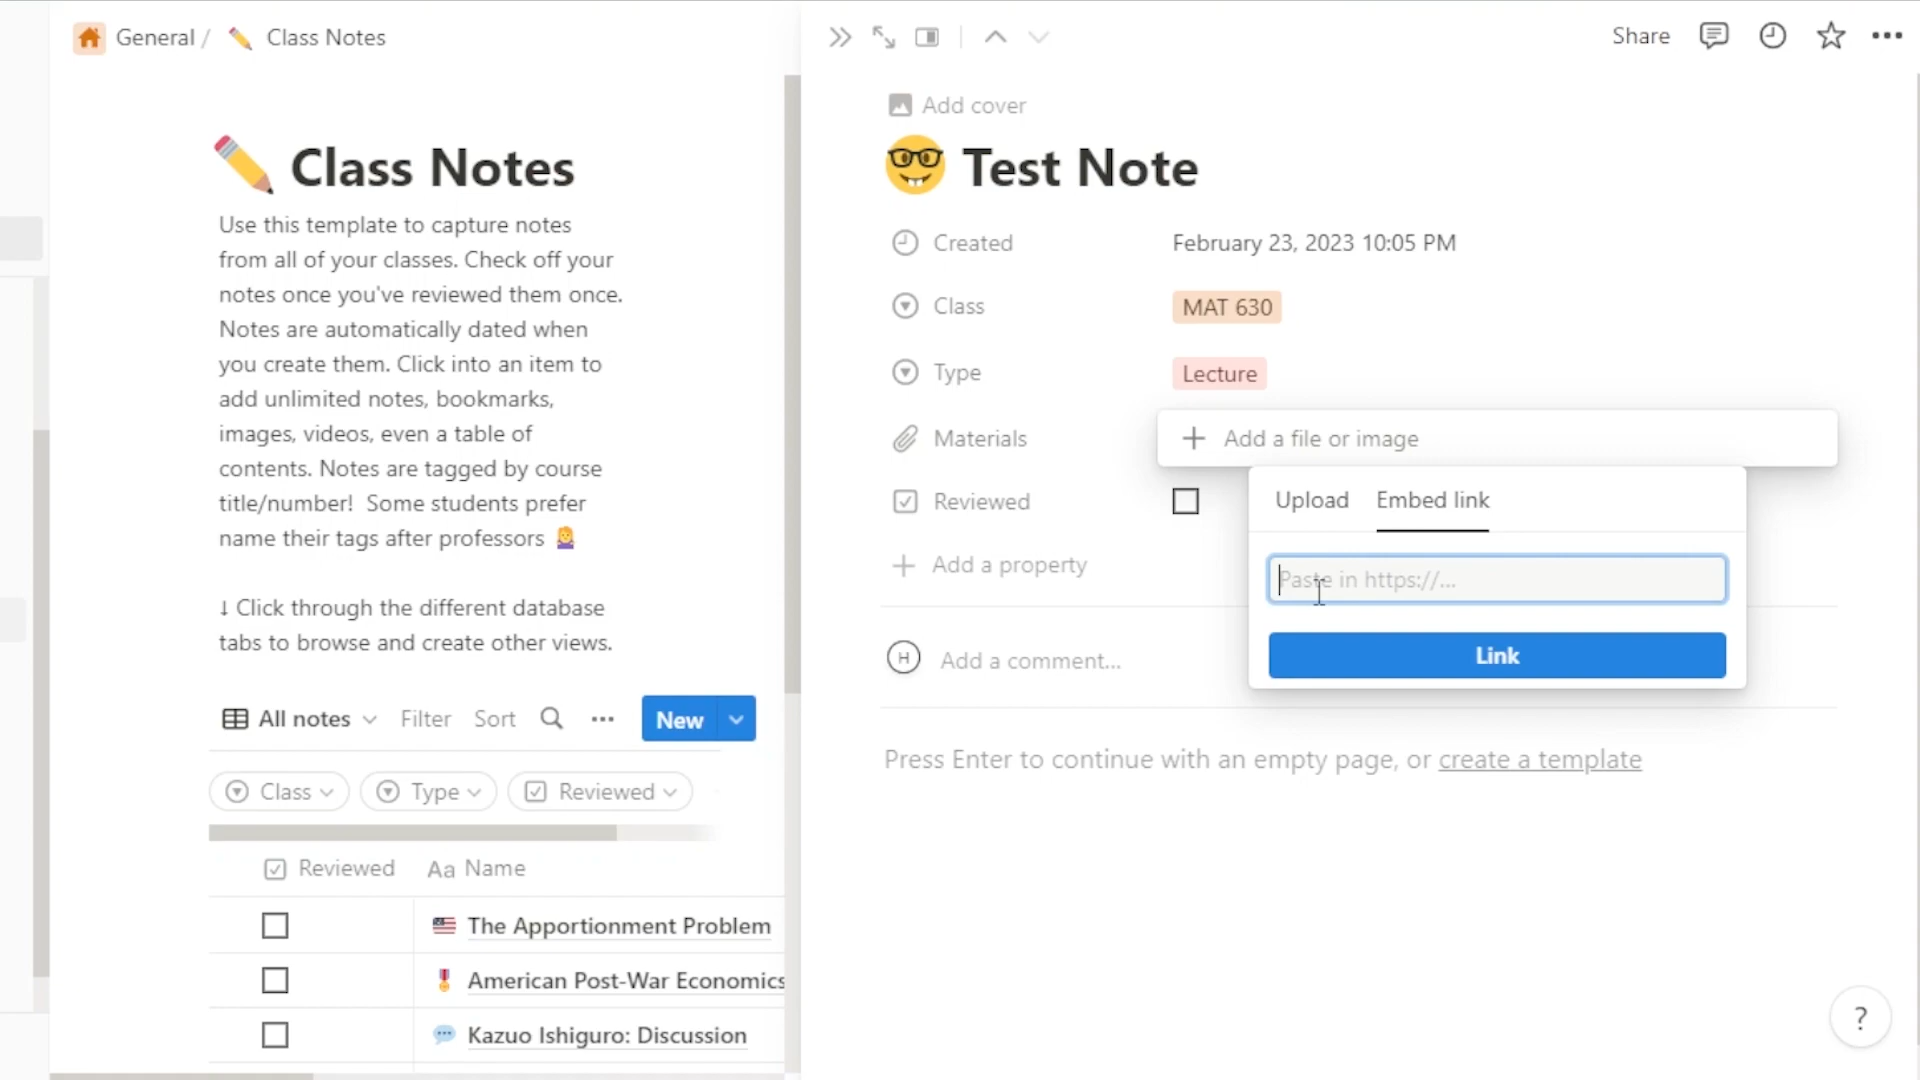 General / Class Notes
Class Notes
Use this template to capture notes
from all of your classes. Check off your
notes once you've reviewed them once.
Notes are automatically dated when
you create them. Click into an item to
add unlimited notes, bookmarks,
images, videos, even a table of
contents. Notes are tagged by course
title/number!  Some students prefer
name their tags after professors
↓ Click through the different database
tabs to browse and create other views.
All notes Filter Sort ••• New
Class Type Reviewed
Reviewed Aa Name
The Apportionment Problem
American Post-War Economics
Kazuo Ishiguro: Discussion
Share •••
Add cover
Test Note
Created February 23, 2023 10:05 PM
Class MAT 630
Type Lecture
Materials + Add a file or image
Reviewed
Upload Embed link
Paste in https://...
Link
+ Add a property
H Add a comment...
Press Enter to continue with an empty page, or create a template
?